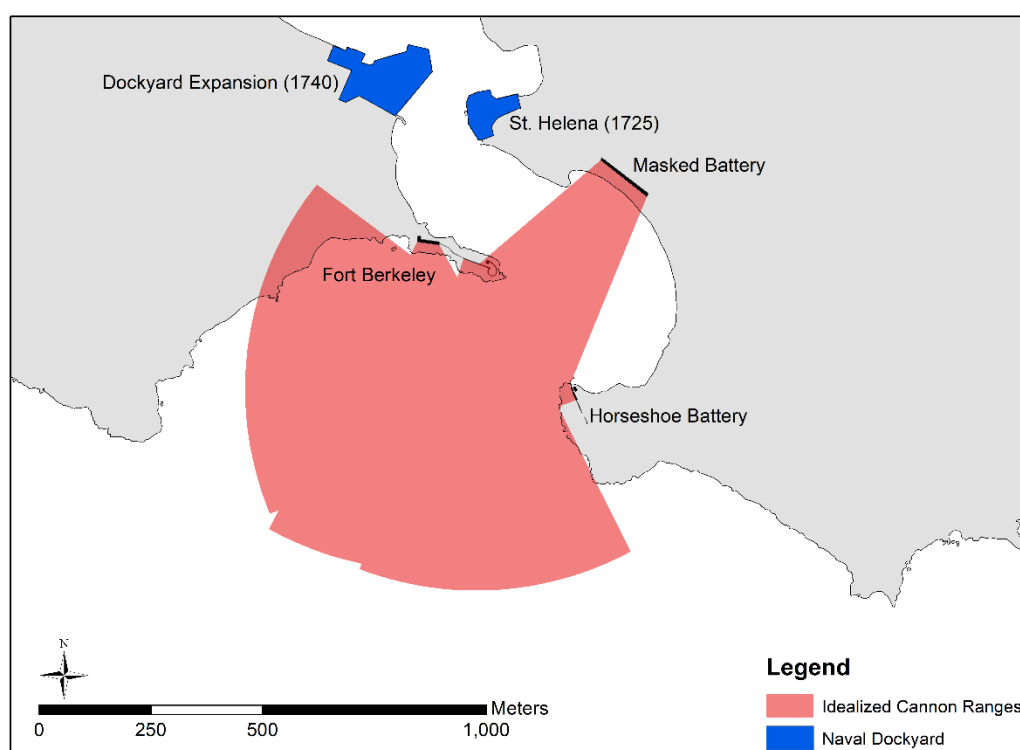 Dockyard Expansion (1740)
St. Helena (1725)
Masked Battery
Fort Berkeley
Horseshoe Battery
N
Meters
0 250 500 1,000
Legend
Idealized Cannon Ranges
Naval Dockyard